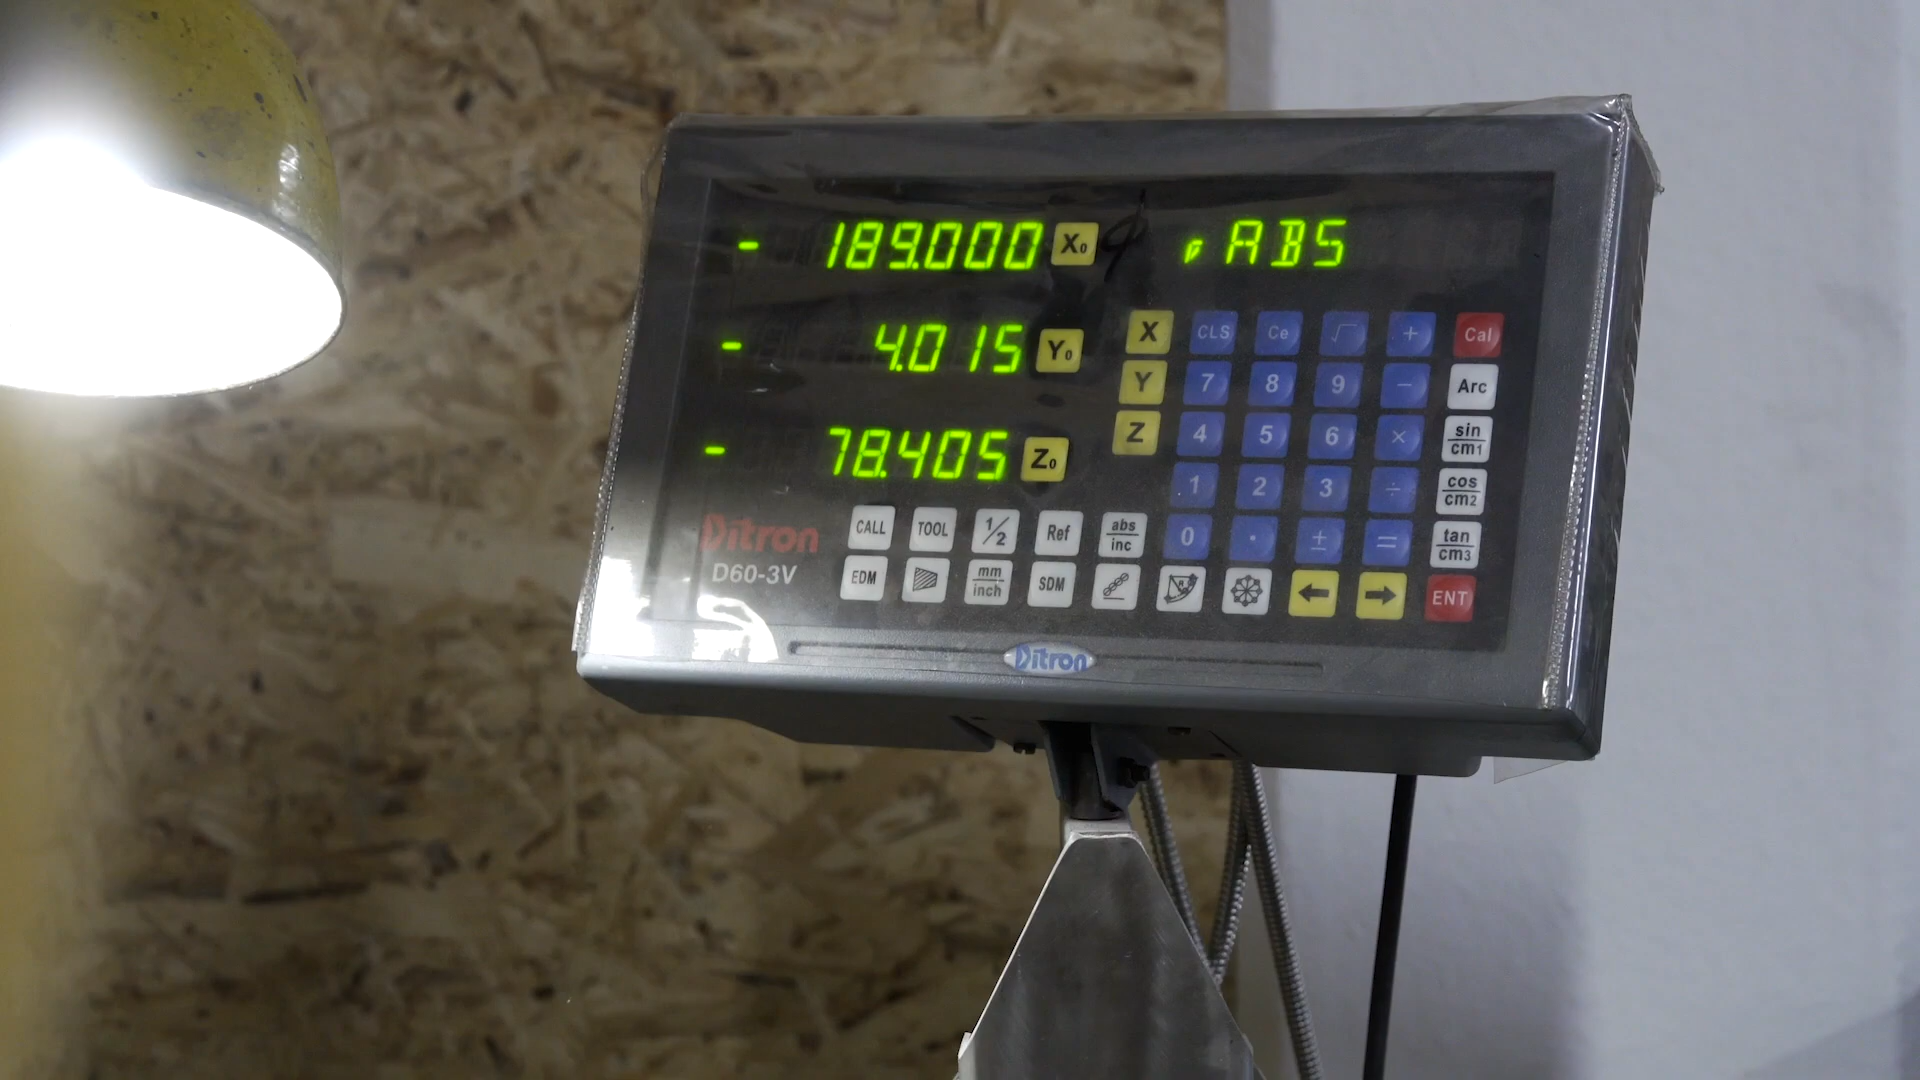 - 189.000 X₀ ABS
- 4.015 Y₀
- 78.405 Z₀
X CLS Ce √ + Cal
Y 7 8 9 - Arc
Z 4 5 6 × sin/cm1
1 2 3 ÷ cos/cm2
Ditron CALL TOOL 1/2 Ref abs/inc 0 . ± = tan/cm3
D60-3V EDM mm/inch SDM R ← → ENT
Ditron